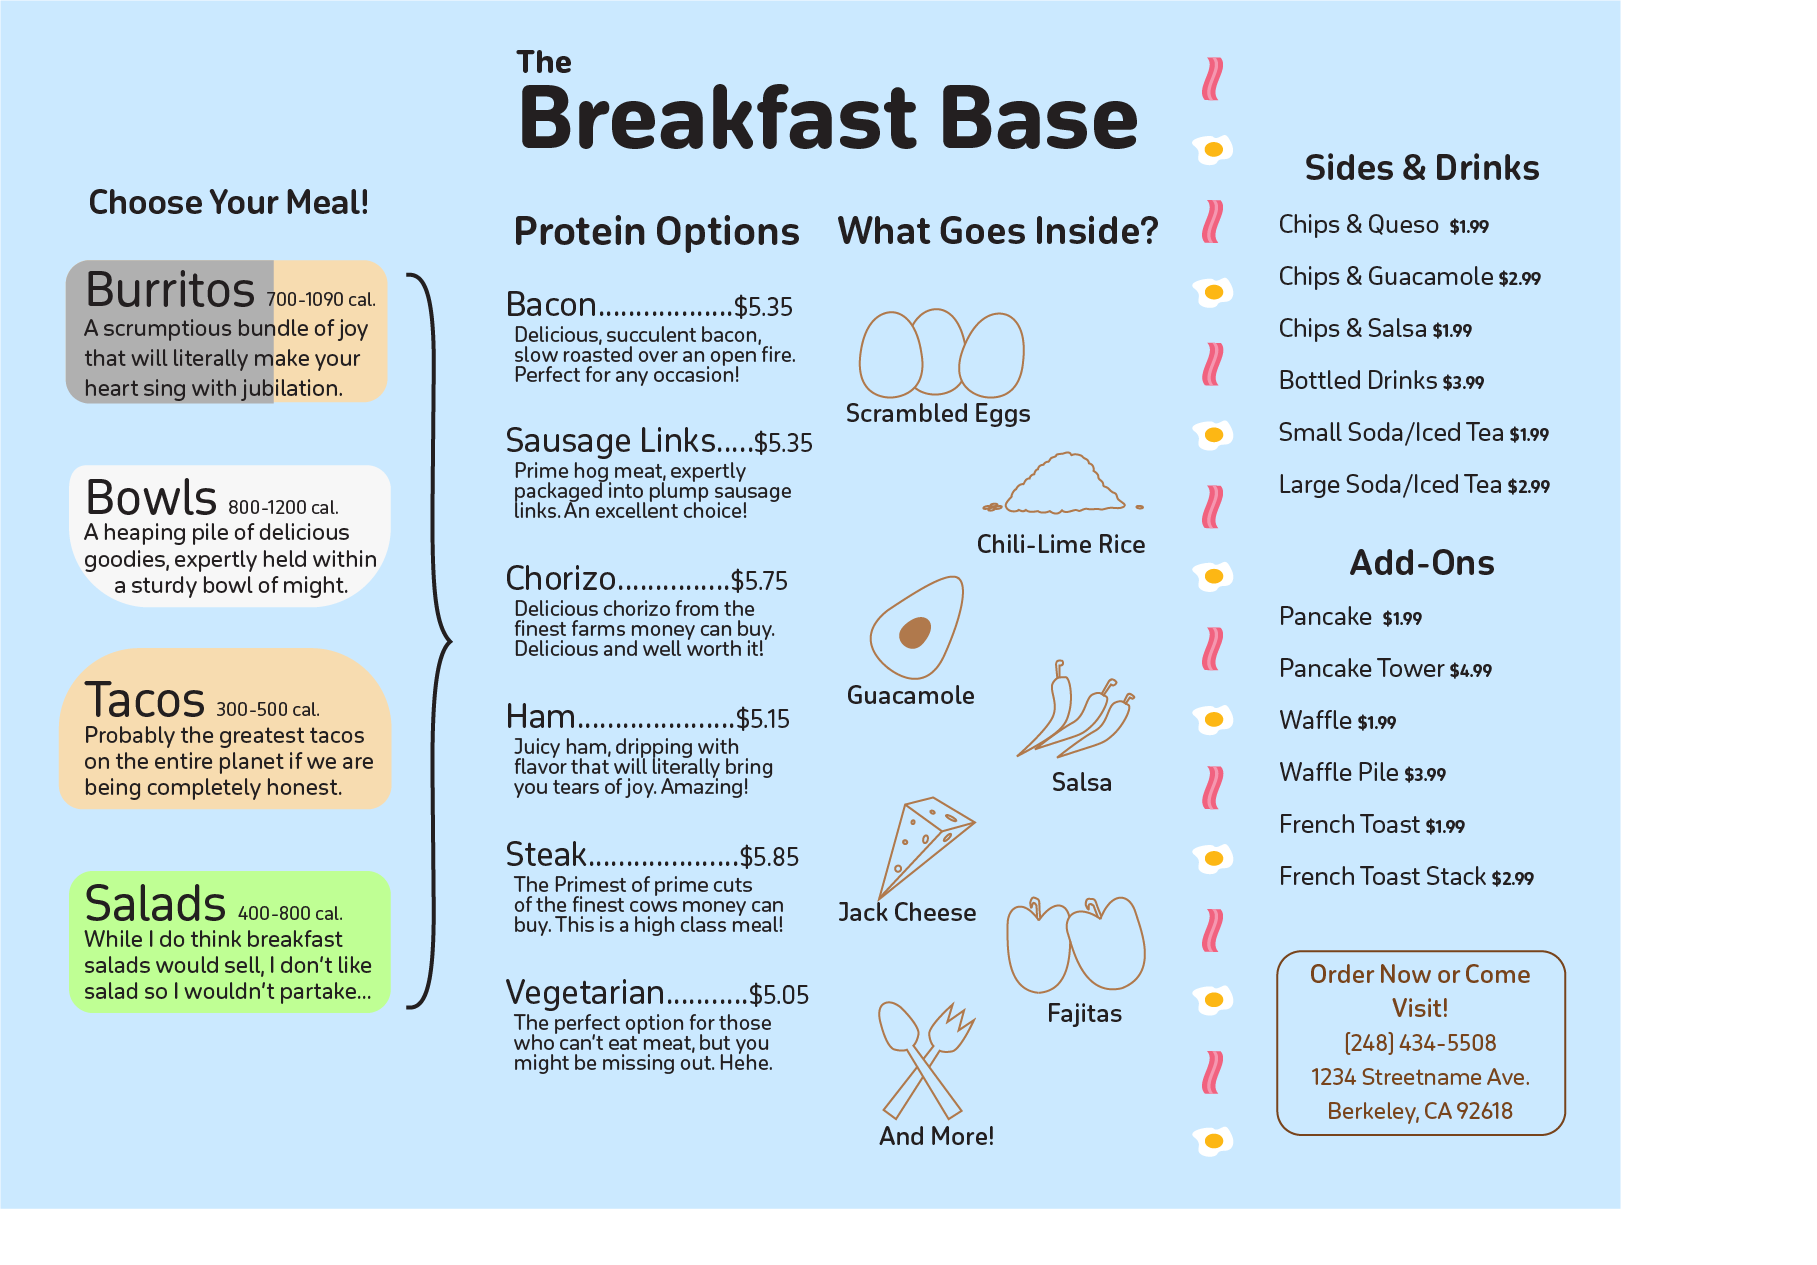 The
Breakfast Base
Choose Your Meal!
Burritos 700-1090 cal.
A scrumptious bundle of joy
that will literally make your
heart sing with jubilation.
Bowls 800-1200 cal.
A heaping pile of delicious
goodies, expertly held within
a sturdy bowl of might.
Tacos 300-500 cal.
Probably the greatest tacos
on the entire planet if we are
being completely honest.
Salads 400-800 cal.
While I do think breakfast
salads would sell, I don't like
salad so I wouldn't partake...
Protein Options
Bacon..................$5.35
Delicious, succulent bacon,
slow roasted over an open fire.
Perfect for any occasion!
Sausage Links.....$5.35
Prime hog meat, expertly
packaged into plump sausage
links. An excellent choice!
Chorizo...............$5.75
Delicious chorizo from the
finest farms money can buy.
Delicious and well worth it!
Ham.....................$5.15
Juicy ham, dripping with
flavor that will literally bring
you tears of joy. Amazing!
Steak....................$5.85
The Primest of prime cuts
of the finest cows money can
buy. This is a high class meal!
Vegetarian...........$5.05
The perfect option for those
who can't eat meat, but you
might be missing out. Hehe.
What Goes Inside?
Scrambled Eggs
Chili-Lime Rice
Guacamole
Salsa
Jack Cheese
Fajitas
And More!
Sides & Drinks
Chips & Queso $1.99
Chips & Guacamole $2.99
Chips & Salsa $1.99
Bottled Drinks $3.99
Small Soda/Iced Tea $1.99
Large Soda/Iced Tea $2.99
Add-Ons
Pancake $1.99
Pancake Tower $4.99
Waffle $1.99
Waffle Pile $3.99
French Toast $1.99
French Toast Stack $2.99
Order Now or Come
Visit!
(248) 434-5508
1234 Streetname Ave.
Berkeley, CA 92618